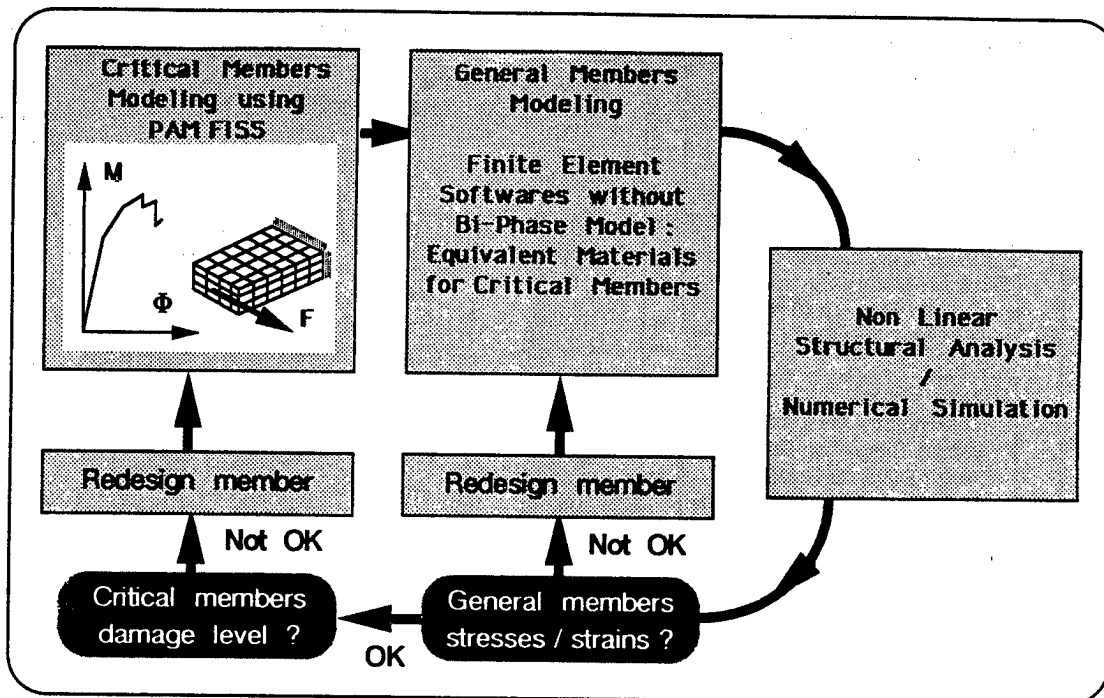 Critical Members
Modeling using
PAM FISS
M
Φ
F
General Members
Modeling
Finite Element
Softwares without
Bi-Phase Model :
Equivalent Materials
for Critical Members
Non Linear
Structural Analysis
/
Numerical Simulation
Redesign member
Not OK
Redesign member
Not OK
Critical members
damage level ?
OK
General members
stresses / strains ?